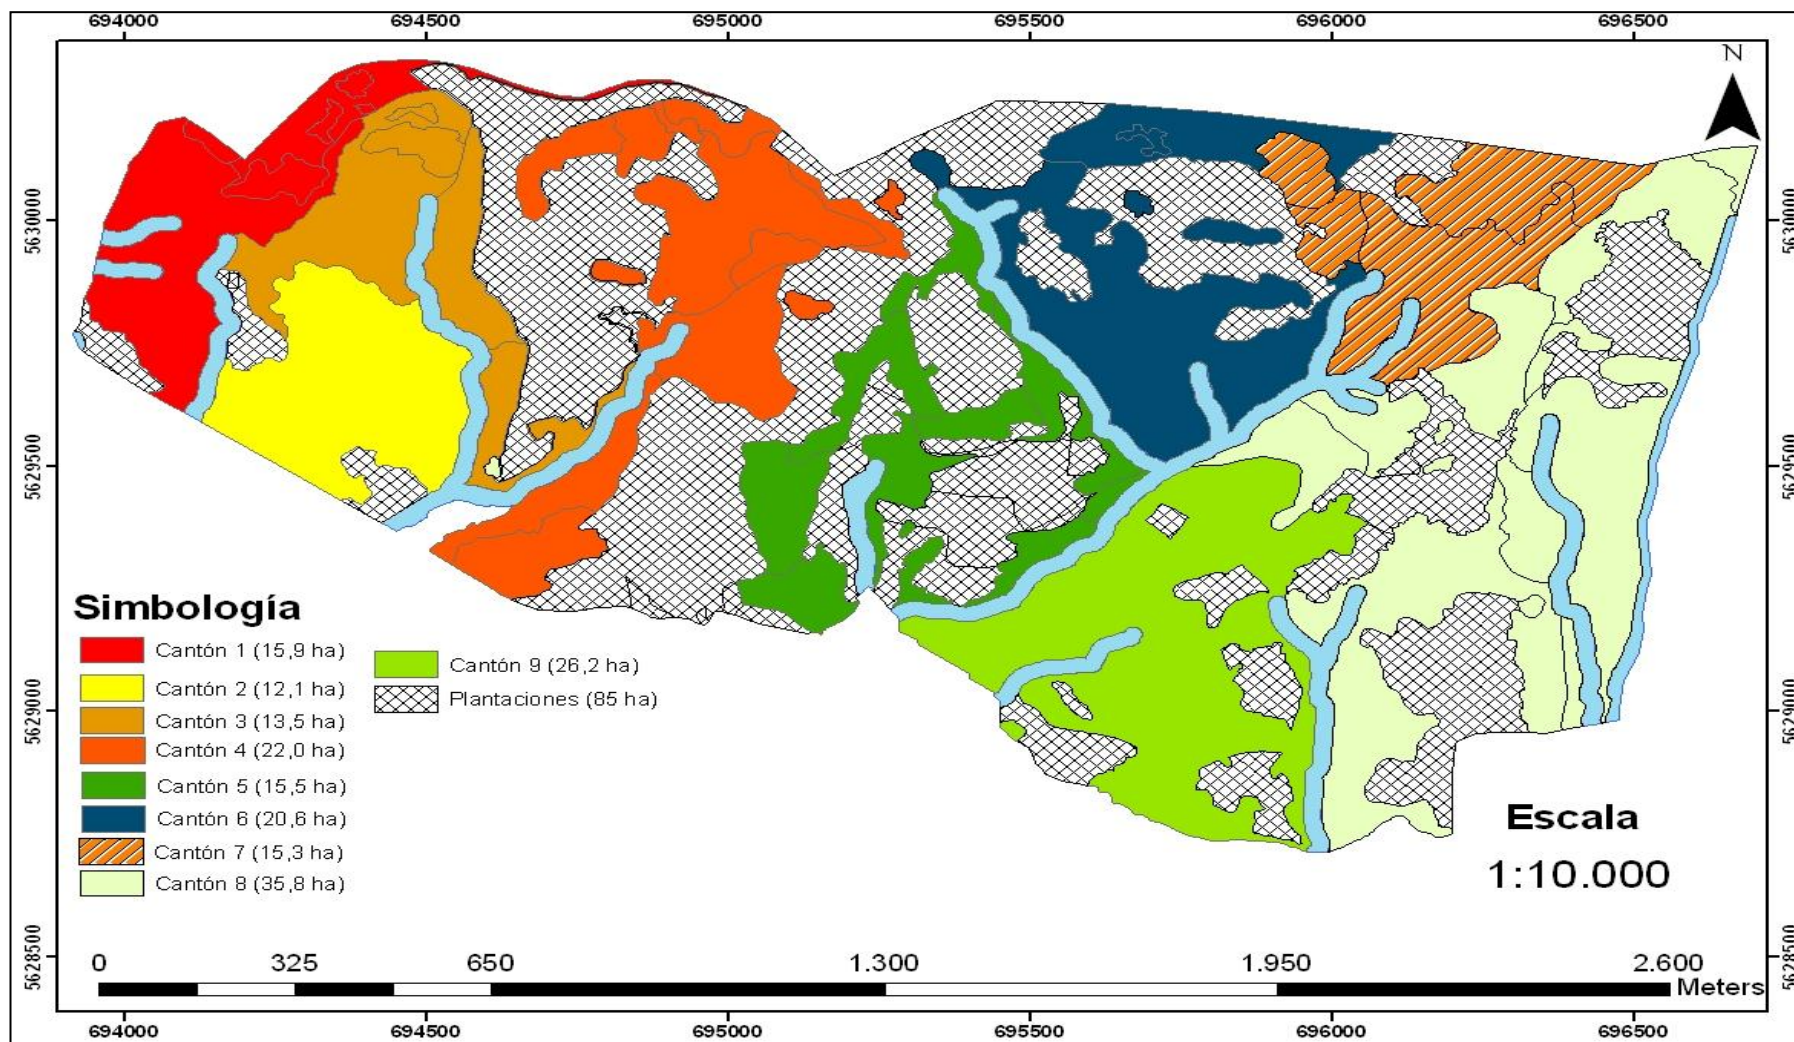 694000 694500 695000 695500 696000 696500
N
5630000 5630000
5629500 5629500
5629000 5629000
5628500 5628500
Simbología
Cantón 1 (15,9 ha)
Cantón 2 (12,1 ha)
Cantón 3 (13,5 ha)
Cantón 4 (22,0 ha)
Cantón 5 (15,5 ha)
Cantón 6 (20,6 ha)
Cantón 7 (15,3 ha)
Cantón 8 (35,8 ha)
Cantón 9 (26,2 ha)
Plantaciones (85 ha)
Escala
1:10.000
0 325 650 1.300 1.950 2.600
Meters
694000 694500 695000 695500 696000 696500